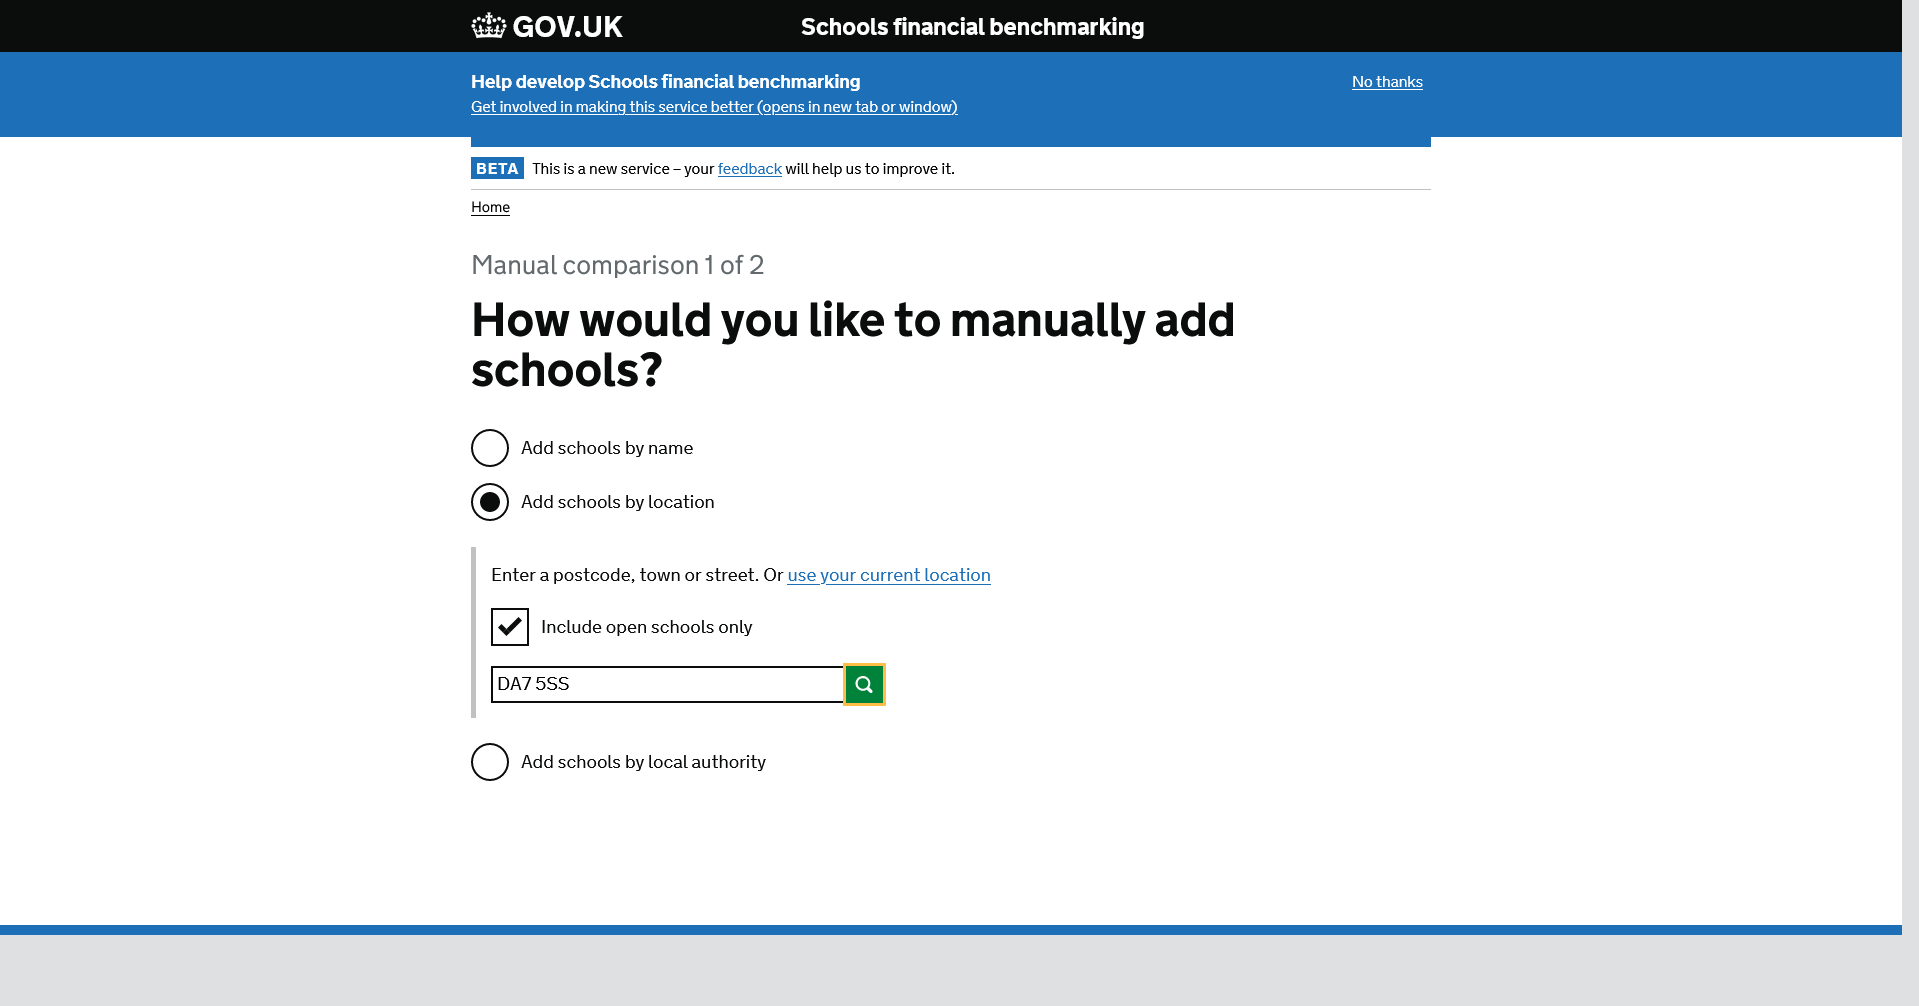 GOV.UK
Schools financial benchmarking
Help develop Schools financial benchmarking
No thanks
Get involved in making this service better (opens in new tab or window)
BETA This is a new service – your feedback will help us to improve it.
Home
Manual comparison 1 of 2
How would you like to manually add
schools?
Add schools by name
Add schools by location
Enter a postcode, town or street. Or use your current location
Include open schools only
DA7 5SS
Add schools by local authority